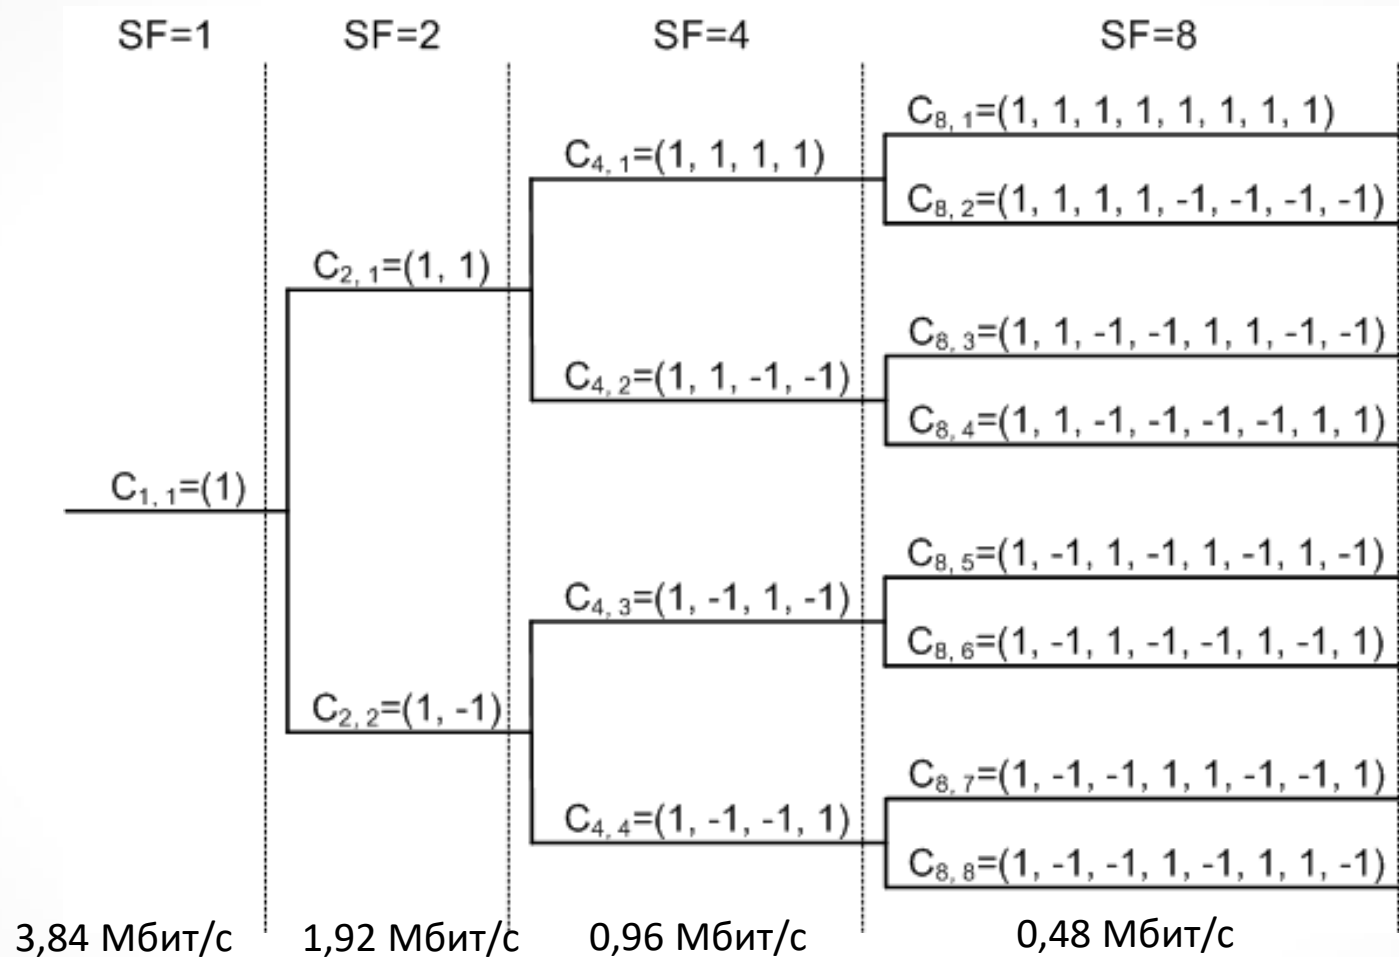 SF=1 SF=2 SF=4 SF=8
C8, 1=(1, 1, 1, 1, 1, 1, 1, 1)
C4, 1=(1, 1, 1, 1)
C8, 2=(1, 1, 1, 1, -1, -1, -1, -1)
C2, 1=(1, 1)
C8, 3=(1, 1, -1, -1, 1, 1, -1, -1)
C4, 2=(1, 1, -1, -1)
C8, 4=(1, 1, -1, -1, -1, -1, 1, 1)
C1, 1=(1)
C8, 5=(1, -1, 1, -1, 1, -1, 1, -1)
C4, 3=(1, -1, 1, -1)
C8, 6=(1, -1, 1, -1, -1, 1, -1, 1)
C2, 2=(1, -1)
C8, 7=(1, -1, -1, 1, 1, -1, -1, 1)
C4, 4=(1, -1, -1, 1)
C8, 8=(1, -1, -1, 1, -1, 1, 1, -1)
3,84 Мбит/с 1,92 Мбит/с 0,96 Мбит/с 0,48 Мбит/с